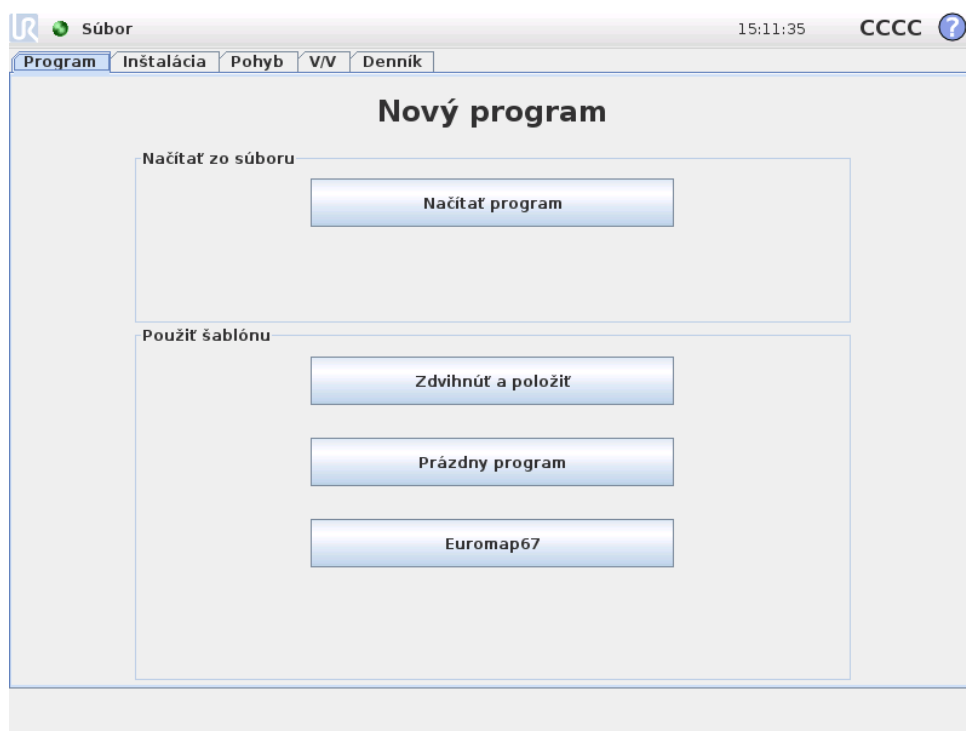 UR Súbor 15:11:35 CCCC ?
Program Inštalácia Pohyb V/V Denník
Nový program
Načítať zo súboru
Načítať program
Použiť šablónu
Zdvihnúť a položiť
Prázdny program
Euromap67